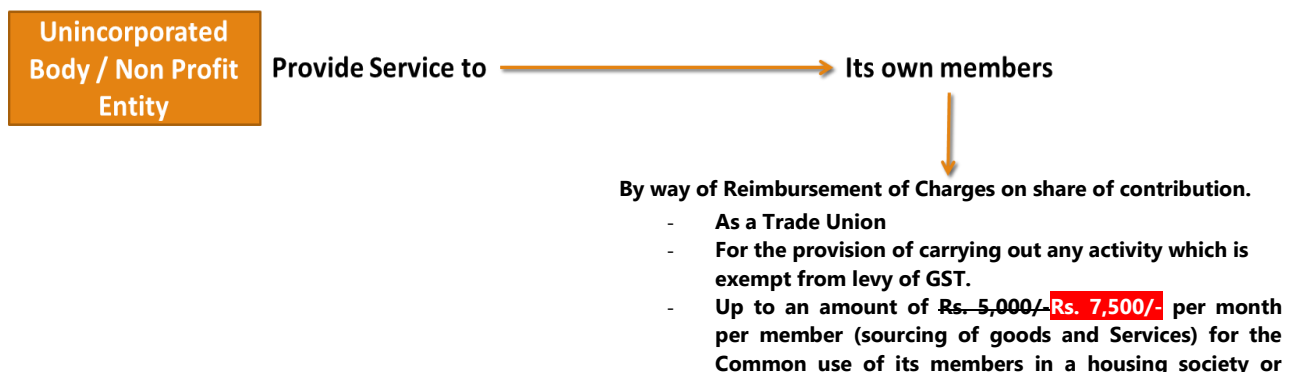 Unincorporated
Body / Non Profit
Entity
Provide Service to
Its own members
By way of Reimbursement of Charges on share of contribution.
- As a Trade Union
- For the provision of carrying out any activity which is
exempt from levy of GST.
- Up to an amount of Rs. 5,000/-Rs. 7,500/- per month
per member (sourcing of goods and Services) for the
Common use of its members in a housing society or